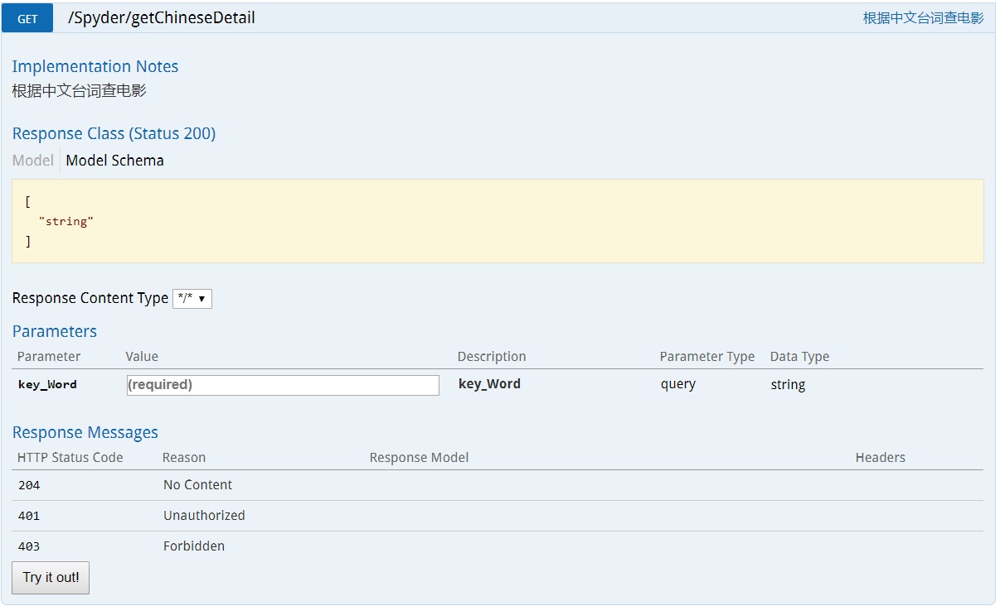 GET /Spyder/getChineseDetail 根据中文台词查电影
Implementation Notes
根据中文台词查电影
Response Class (Status 200)
Model Model Schema
[
"string"
]
Response Content Type */*
Parameters
Parameter Value Description Parameter Type Data Type
key_Word (required) key_Word query string
Response Messages
HTTP Status Code Reason Response Model Headers
204 No Content
401 Unauthorized
403 Forbidden
Try it out!